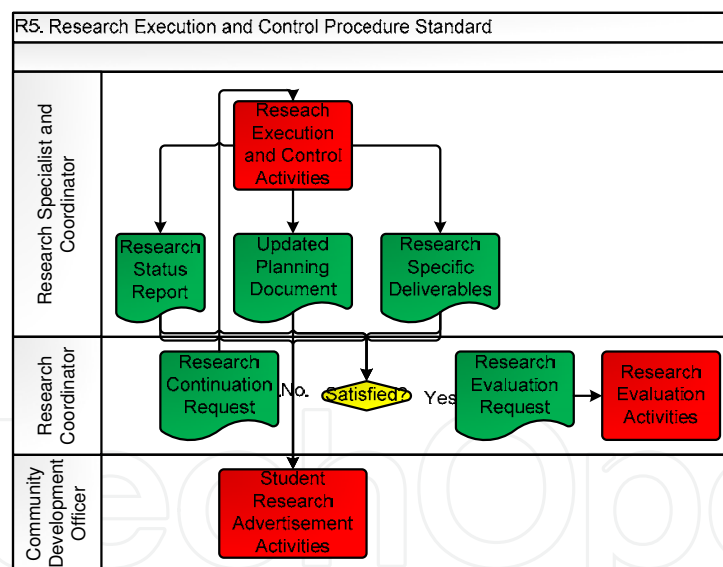 R5. Research Execution and Control Procedure Standard
Research Specialist and
Coordinator
Reseach
Execution
and Control
Activities
Research
Status
Report
Updated
Planning
Document
Research
Specific
Deliverables
Research
Coordinator
Research
Continuation
Request
No.
Satisfied?
Yes
Research
Evaluation
Request
Research
Evaluation
Activities
Community
Development
Officer
Student
Research
Advertisement
Activities